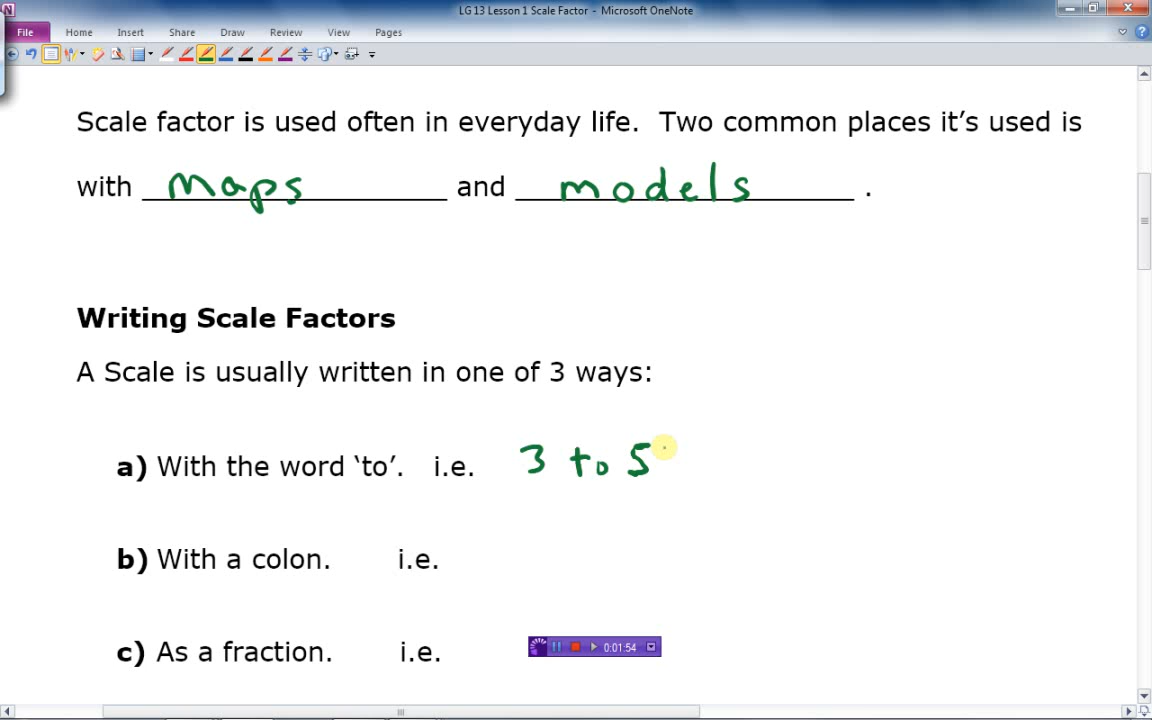 LG 13 Lesson 1 Scale Factor - Microsoft OneNote
File Home Insert Share Draw Review View Pages
Scale factor is used often in everyday life. Two common places it's used is
with maps and models .
Writing Scale Factors
A Scale is usually written in one of 3 ways:
a) With the word ‘to’. i.e. 3 to 5
b) With a colon. i.e.
c) As a fraction. i.e.
0:01:54